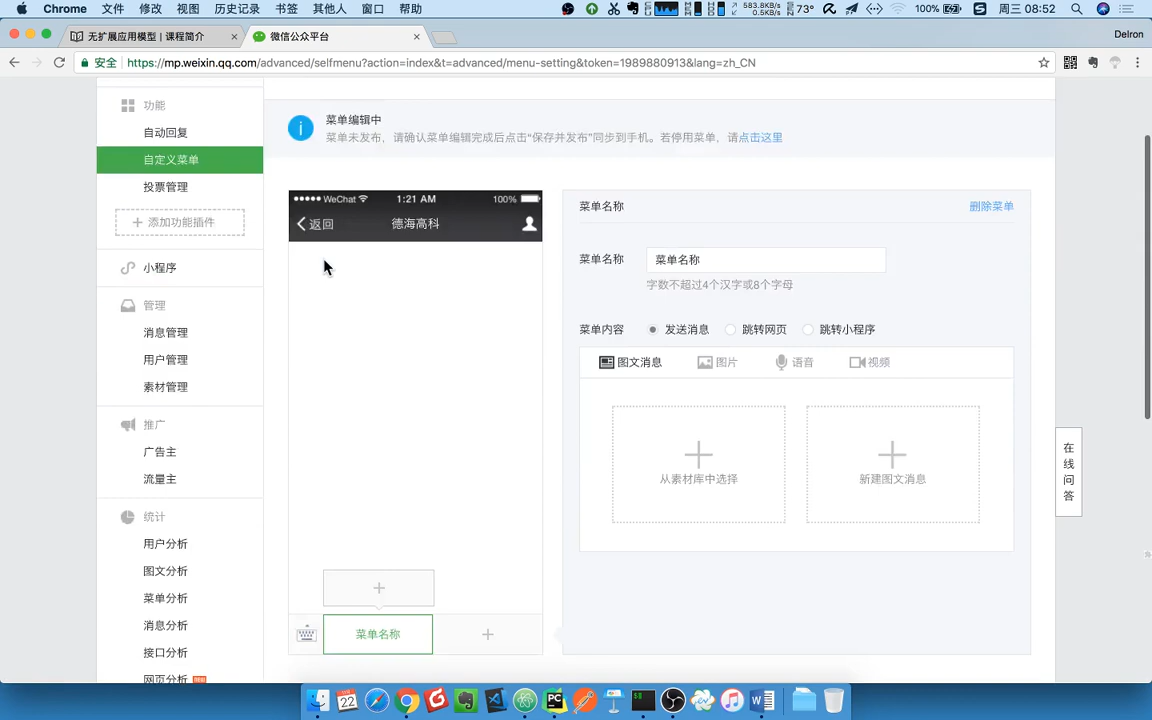 Chrome 文件 修改 视图 历史记录 书签 其他人 窗口 帮助
583.8KB/s
0.5KB/s
73° 100% 周三 08:52
无扩展应用模型 | 课程简介
微信公众平台
Delron
安全
https://mp.weixin.qq.com/advanced/selfmenu?action=index&t=advanced/menu-setting&token=1989880913&lang=zh_CN
功能
自动回复
自定义菜单
投票管理
添加功能插件
小程序
管理
消息管理
用户管理
素材管理
推广
广告主
流量主
统计
用户分析
图文分析
菜单分析
消息分析
接口分析
网页分析
菜单编辑中
菜单未发布，请确认菜单编辑完成后点击“保存并发布”同步到手机。若停用菜单，请点击这里
WeChat 1:21 AM 100%
返回 德海高科
菜单名称
菜单名称 删除菜单
菜单名称 菜单名称
字数不超过4个汉字或8个字母
菜单内容 发送消息 跳转网页 跳转小程序
图文消息 图片 语音 视频
从素材库中选择 新建图文消息
在
线
问
答
22
PC